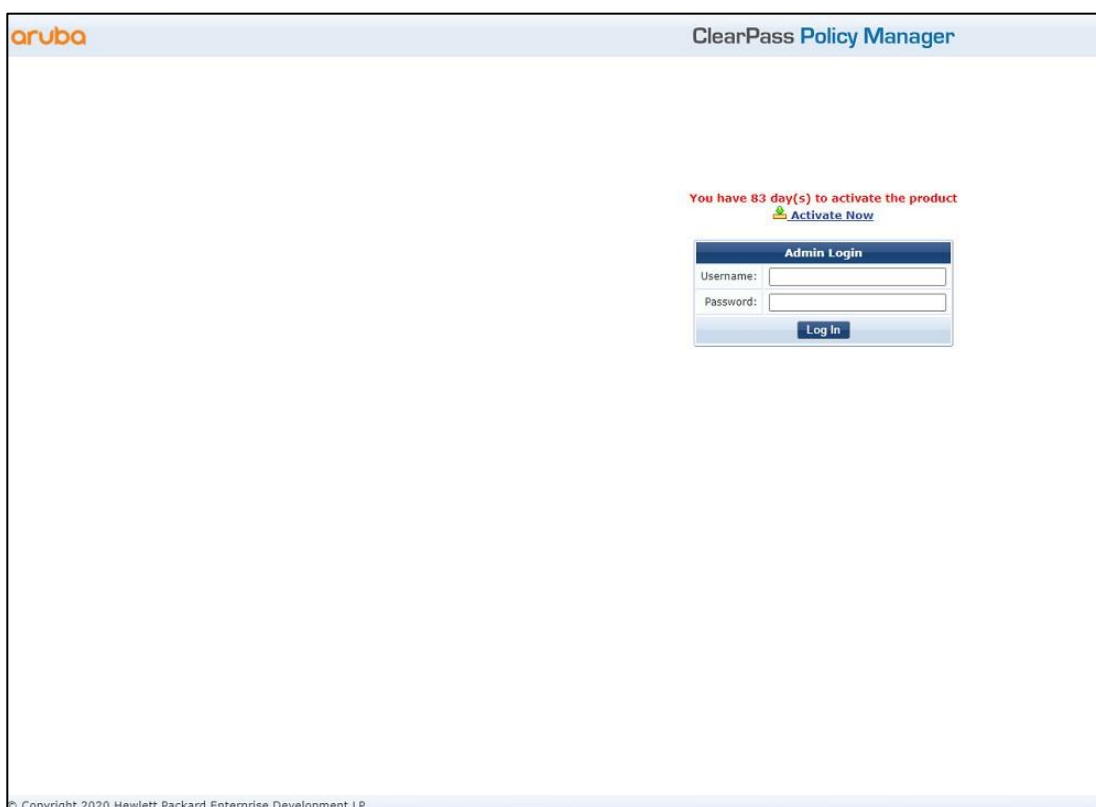 aruba
ClearPass Policy Manager
You have 83 day(s) to activate the product
Activate Now
Admin Login
Username:
Password:
Log In
© Copyright 2020 Hewlett Packard Enterprise Development LP